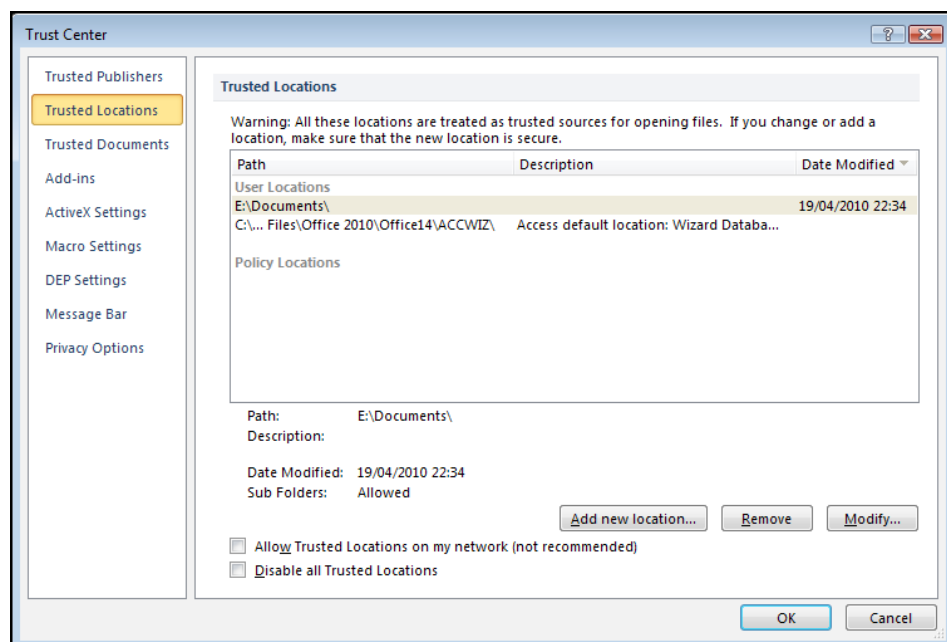 Trust Center
Trusted Publishers
Trusted Locations
Trusted Documents
Add-ins
ActiveX Settings
Macro Settings
DEP Settings
Message Bar
Privacy Options
Trusted Locations
Warning: All these locations are treated as trusted sources for opening files. If you change or add a
location, make sure that the new location is secure.
Path Description Date Modified
User Locations
E:\Documents\ 19/04/2010 22:34
C:\... Files\Office 2010\Office14\ACCWIZ\ Access default location: Wizard Databa...
Policy Locations
Path: E:\Documents\
Description:
Date Modified: 19/04/2010 22:34
Sub Folders: Allowed
Add new location... Remove Modify...
Allow Trusted Locations on my network (not recommended)
Disable all Trusted Locations
OK Cancel